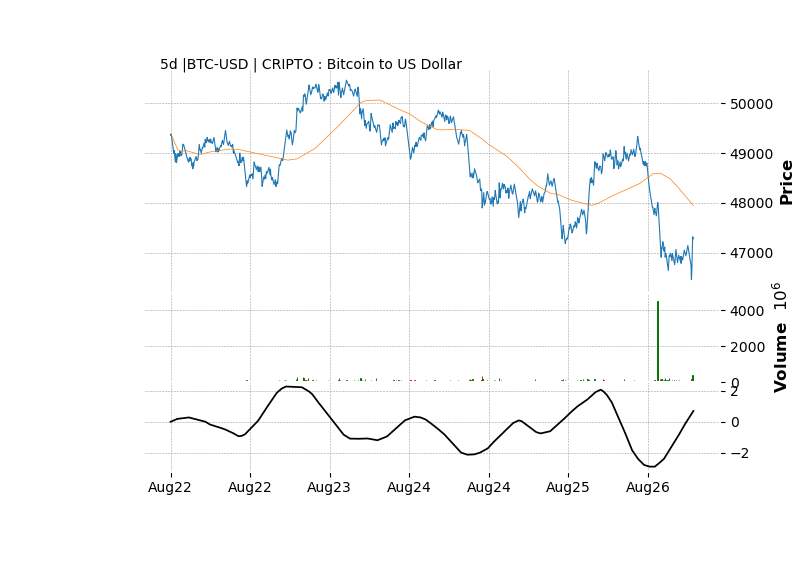 5d |BTC-USD | CRIPTO : Bitcoin to US Dollar
50000
49000
48000
47000
Price
4000
2000
0
Volume 10^6
2
0
−2
Aug22 Aug22 Aug23 Aug24 Aug24 Aug25 Aug26